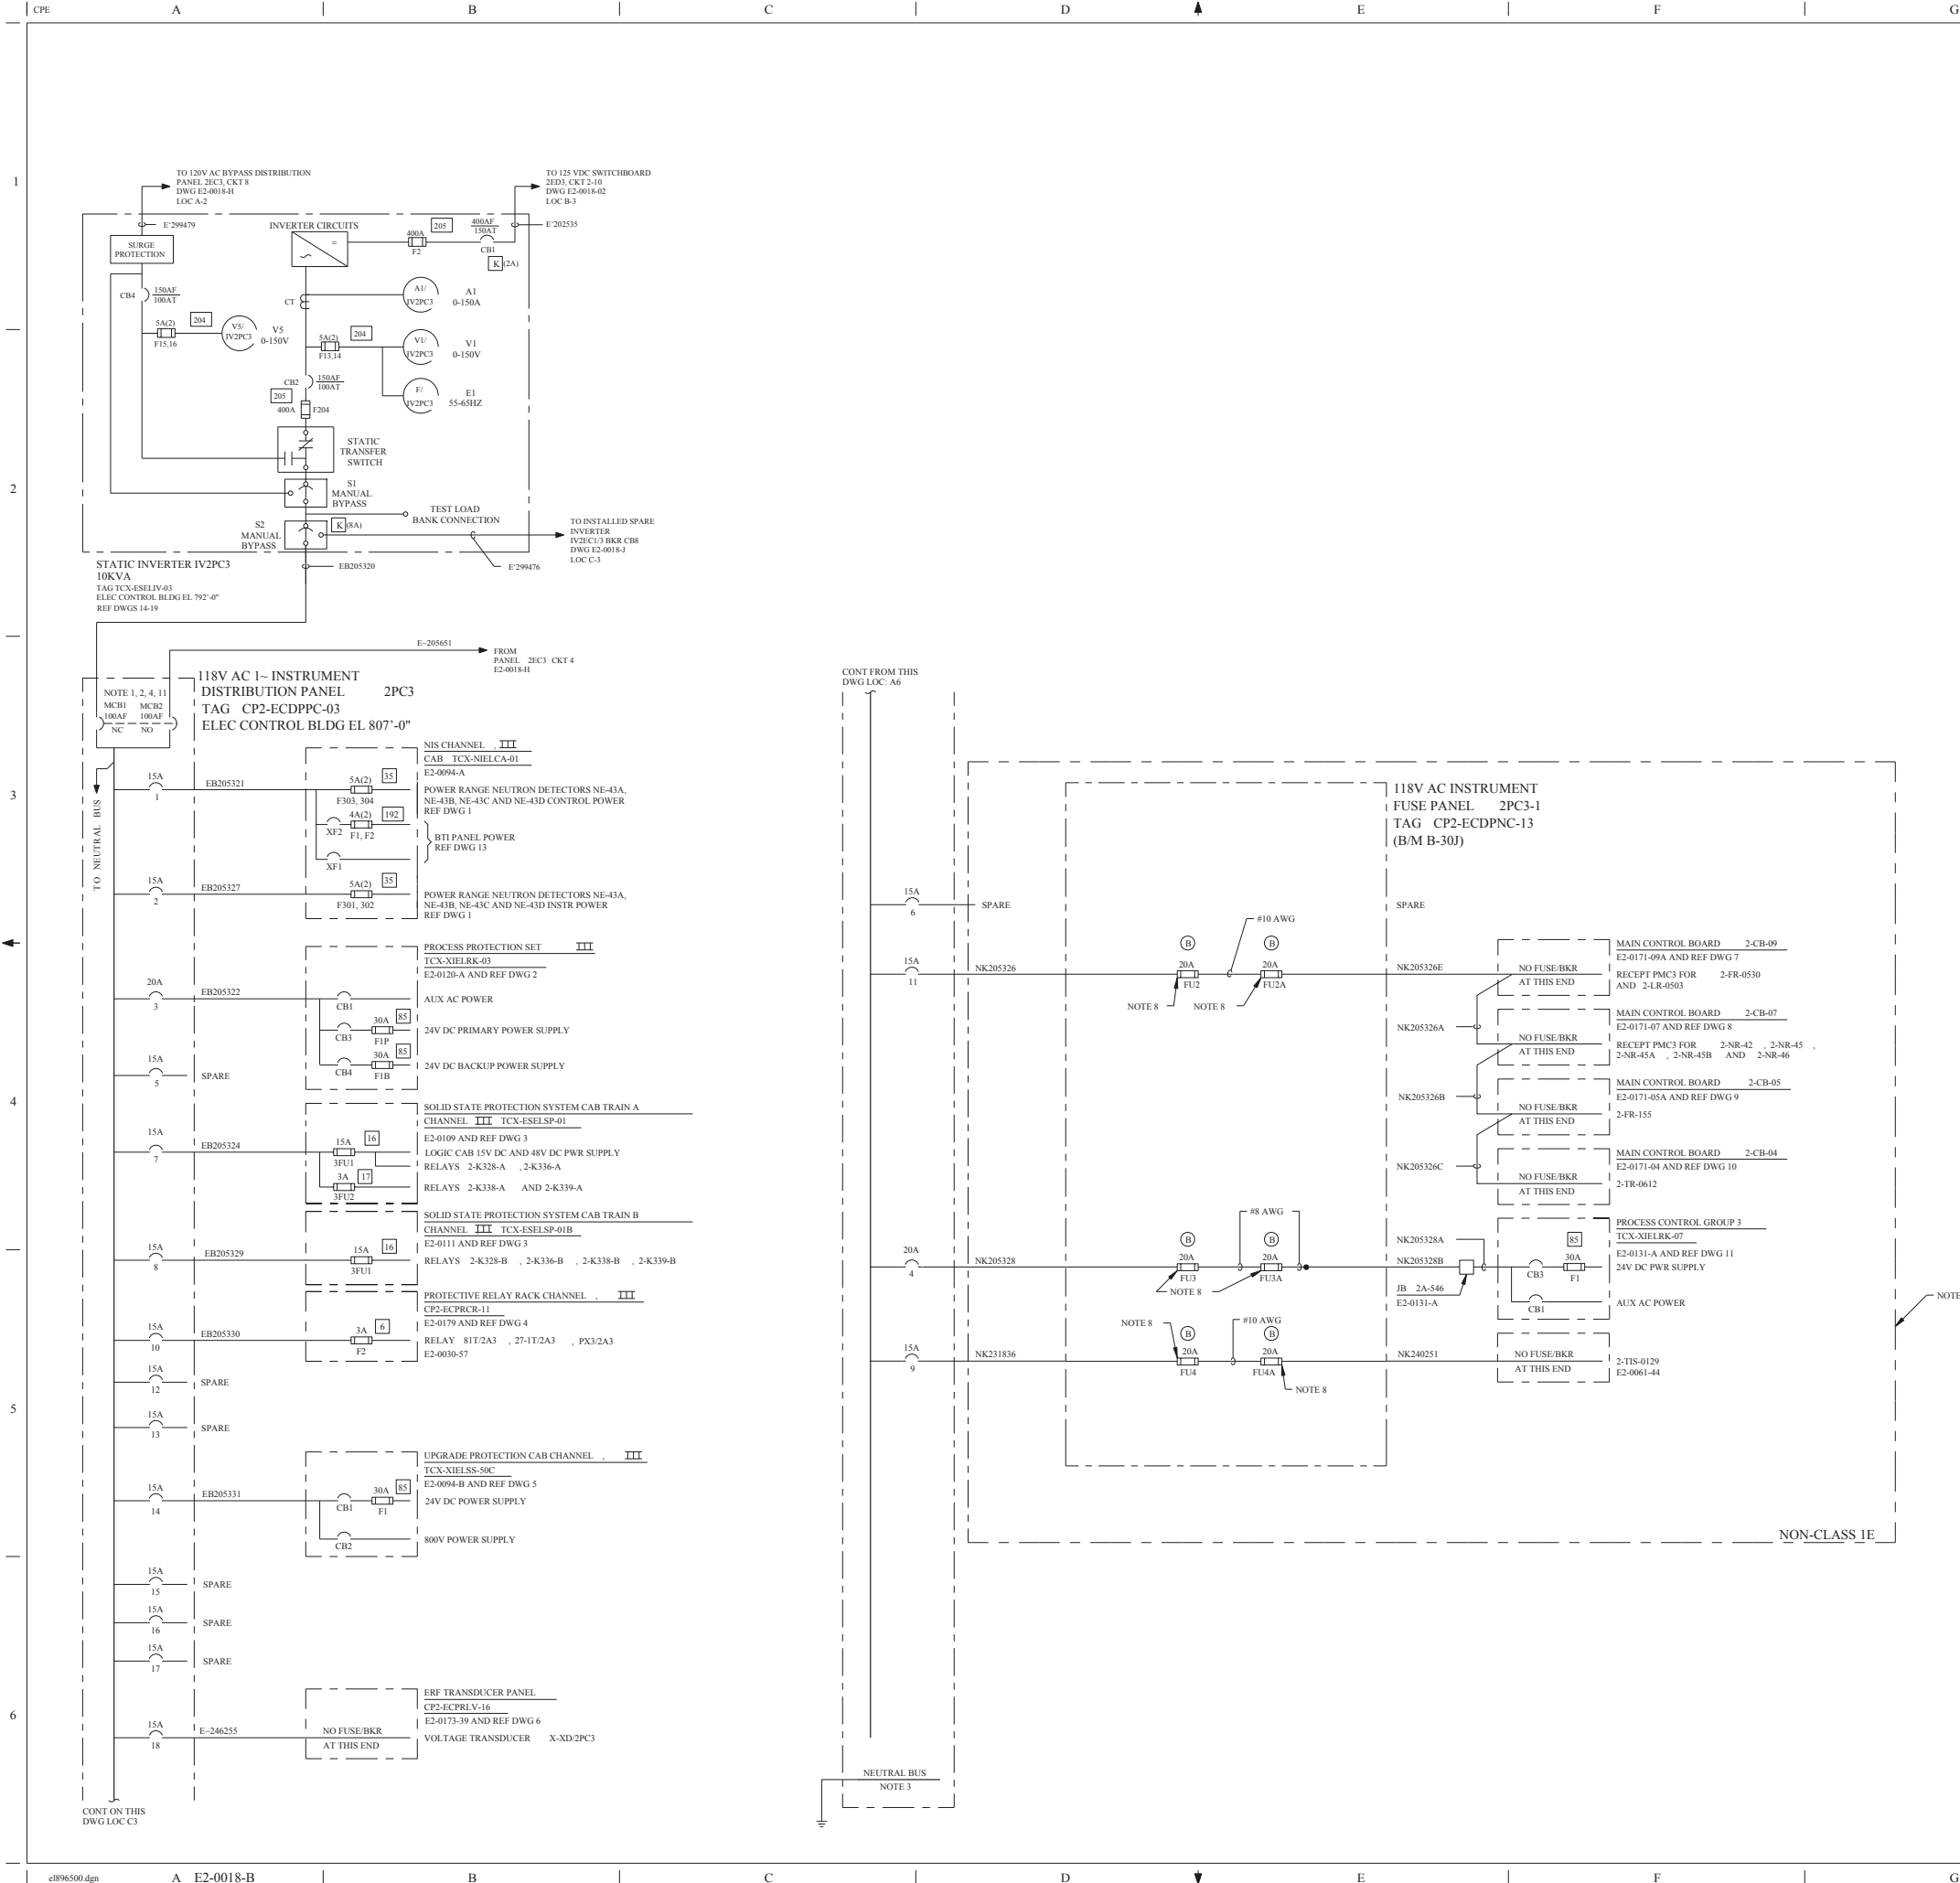 CPE
A
B
C
D
E
F
G
1
2
3
4
5
6
TO 120V AC BYPASS DISTRIBUTION
PANEL 2EC3, CKT 8
DWG E2-0018-H
LOC A-2
TO 125 VDC SWITCHBOARD
2ED3, CKT 2-10
DWG E2-0018-02
LOC B-3
E'299479
SURGE
PROTECTION
INVERTER CIRCUITS
=
400A
F2
205
400AF
150AT
CB1
K (2A)
E'202535
CB4
150AF
100AT
CT
A1/
IV2PC3
A1
0-150A
5A(2)
F15,16
204
V5/
IV2PC3
V5
0-150V
5A(2)
F13,14
204
V1/
IV2PC3
V1
0-150V
CB2
150AF
100AT
205
400A
F204
F/
IV2PC3
E1
55-65HZ
STATIC
TRANSFER
SWITCH
S1
MANUAL
BYPASS
TEST LOAD
BANK CONNECTION
S2
MANUAL
BYPASS
K (8A)
TO INSTALLED SPARE
INVERTER
IV2EC1/3 BKR CB8
DWG E2-0018-J
LOC C-3
EB205320
E'299476
STATIC INVERTER IV2PC3
10KVA
TAG TCX-ESELIV-03
ELEC CONTROL BLDG EL 792'-0"
REF DWGS 14-19
E~205651
FROM
PANEL 2EC3 CKT 4
E2-0018-H
118V AC 1~ INSTRUMENT
DISTRIBUTION PANEL 2PC3
TAG CP2-ECDPPC-03
ELEC CONTROL BLDG EL 807'-0"
NOTE 1, 2, 4, 11
MCB1 MCB2
100AF 100AF
NC NO
TO NEUTRAL BUS
15A
1
EB205321
5A(2)
F303, 304
35
NIS CHANNEL , III
CAB TCX-NIELCA-01
E2-0094-A
POWER RANGE NEUTRON DETECTORS NE-43A,
NE-43B, NE-43C AND NE-43D CONTROL POWER
REF DWG 1
XF2
4A(2)
F1, F2
192
BTI PANEL POWER
REF DWG 13
XF1
15A
2
EB205327
5A(2)
F301, 302
35
POWER RANGE NEUTRON DETECTORS NE-43A,
NE-43B, NE-43C AND NE-43D INSTR POWER
REF DWG 1
PROCESS PROTECTION SET III
TCX-XIELRK-03
E2-0120-A AND REF DWG 2
20A
3
EB205322
CB1
AUX AC POWER
CB3
30A
F1P
85
24V DC PRIMARY POWER SUPPLY
CB4
30A
F1B
85
24V DC BACKUP POWER SUPPLY
15A
5
SPARE
SOLID STATE PROTECTION SYSTEM CAB TRAIN A
CHANNEL III TCX-ESELSP-01
E2-0109 AND REF DWG 3
15A
7
EB205324
15A
3FU1
16
LOGIC CAB 15V DC AND 48V DC PWR SUPPLY
RELAYS 2-K328-A , 2-K336-A
3A
3FU2
17
RELAYS 2-K338-A AND 2-K339-A
SOLID STATE PROTECTION SYSTEM CAB TRAIN B
CHANNEL III TCX-ESELSP-01B
E2-0111 AND REF DWG 3
15A
8
EB205329
15A
3FU1
16
RELAYS 2-K328-B , 2-K336-B , 2-K338-B , 2-K339-B
PROTECTIVE RELAY RACK CHANNEL , III
CP2-ECPRCR-11
E2-0179 AND REF DWG 4
15A
10
EB205330
3A
F2
6
RELAY 81T/2A3 , 27-1T/2A3 , PX3/2A3
E2-0030-57
15A
12
SPARE
15A
13
SPARE
UPGRADE PROTECTION CAB CHANNEL , III
TCX-XIELSS-50C
E2-0094-B AND REF DWG 5
15A
14
EB205331
CB1
30A
F1
85
24V DC POWER SUPPLY
CB2
800V POWER SUPPLY
15A
15
SPARE
15A
16
SPARE
15A
17
SPARE
ERF TRANSDUCER PANEL
CP2-ECPRLV-16
E2-0173-39 AND REF DWG 6
15A
18
E~246255
NO FUSE/BKR
AT THIS END
VOLTAGE TRANSDUCER X-XD/2PC3
CONT ON THIS
DWG LOC C3
CONT FROM THIS
DWG LOC: A6
118V AC INSTRUMENT
FUSE PANEL 2PC3-1
TAG CP2-ECDPNC-13
(B/M B-30J)
15A
6
SPARE
SPARE
#10 AWG
15A
11
NK205326
B
20A
FU2
B
20A
FU2A
NOTE 8
NOTE 8
NK205326E
NO FUSE/BKR
AT THIS END
MAIN CONTROL BOARD 2-CB-09
E2-0171-09A AND REF DWG 7
RECEPT PMC3 FOR 2-FR-0530
AND 2-LR-0503
NK205326A
NO FUSE/BKR
AT THIS END
MAIN CONTROL BOARD 2-CB-07
E2-0171-07 AND REF DWG 8
RECEPT PMC3 FOR 2-NR-42 , 2-NR-45 ,
2-NR-45A , 2-NR-45B AND 2-NR-46
NK205326B
NO FUSE/BKR
AT THIS END
MAIN CONTROL BOARD 2-CB-05
E2-0171-05A AND REF DWG 9
2-FR-155
NK205326C
NO FUSE/BKR
AT THIS END
MAIN CONTROL BOARD 2-CB-04
E2-0171-04 AND REF DWG 10
2-TR-0612
#8 AWG
20A
4
NK205328
B
20A
FU3
B
20A
FU3A
NOTE 8
NK205328A
NK205328B
JB 2A-546
E2-0131-A
CB3
85
30A
F1
CB1
PROCESS CONTROL GROUP 3
TCX-XIELRK-07
E2-0131-A AND REF DWG 11
24V DC PWR SUPPLY
AUX AC POWER
NOTE
NOTE 8
#10 AWG
15A
9
NK231836
B
20A
FU4
B
20A
FU4A
NOTE 8
NK240251
NO FUSE/BKR
AT THIS END
2-TIS-0129
E2-0061-44
NON-CLASS 1E
NEUTRAL BUS
NOTE 3
el896500.dgn
A E2-0018-B
B
C
D
E
F
G